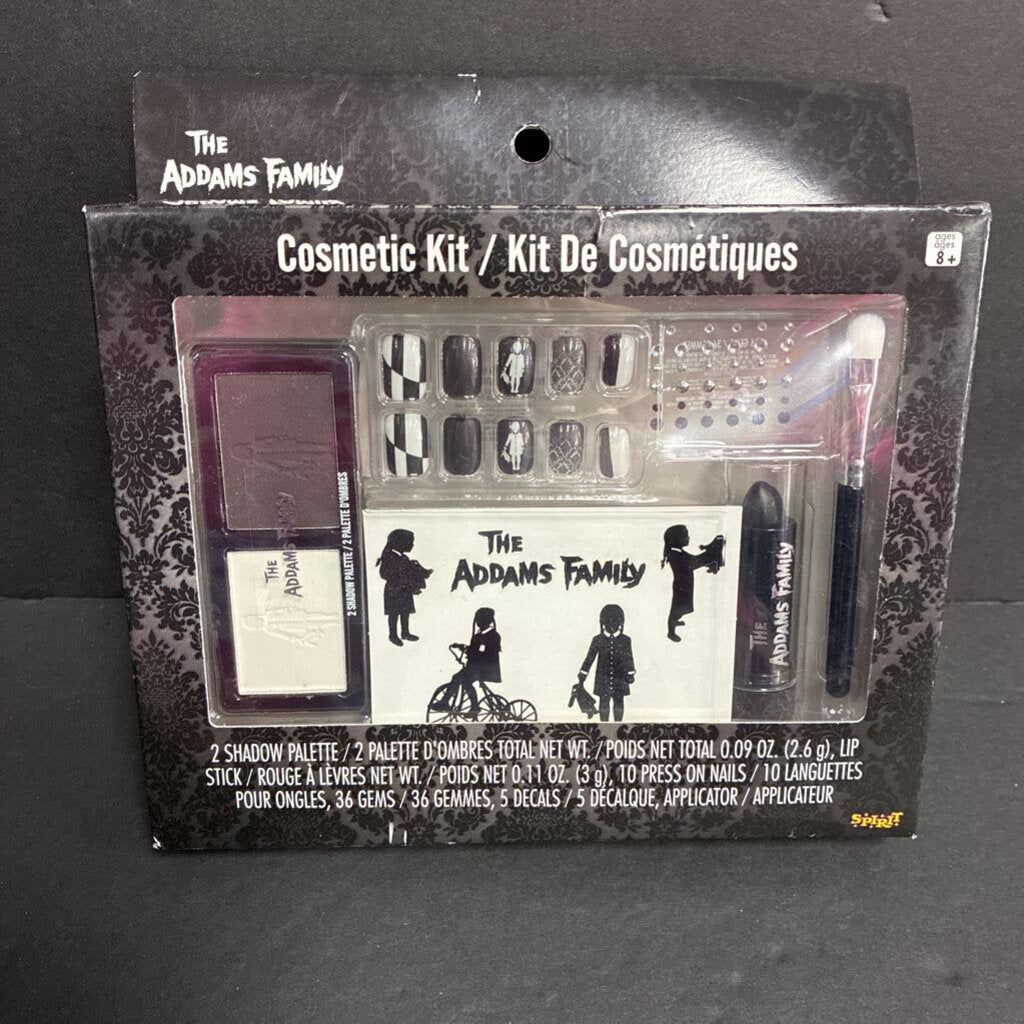 THE
ADDAMS FAMILY
Cosmetic Kit / Kit De Cosmétiques
ages
ages
8+
2 SHADOW PALETTE / 2 PALETTE D'OMBRES
THE
ADDAMS FAMILY
THE
ADDAMS FAMILY
THE
ADDAMS FAMILY
2 SHADOW PALETTE / 2 PALETTE D'OMBRES TOTAL NET WT. / POIDS NET TOTAL 0.09 OZ. (2.6 g), LIP
STICK / ROUGE À LÈVRES NET WT. / POIDS NET 0.11 OZ. (3 g), 10 PRESS ON NAILS / 10 LANGUETTES
POUR ONGLES, 36 GEMS / 36 GEMMES, 5 DECALS / 5 DÉCALQUE, APPLICATOR / APPLICATEUR
SPIRIT